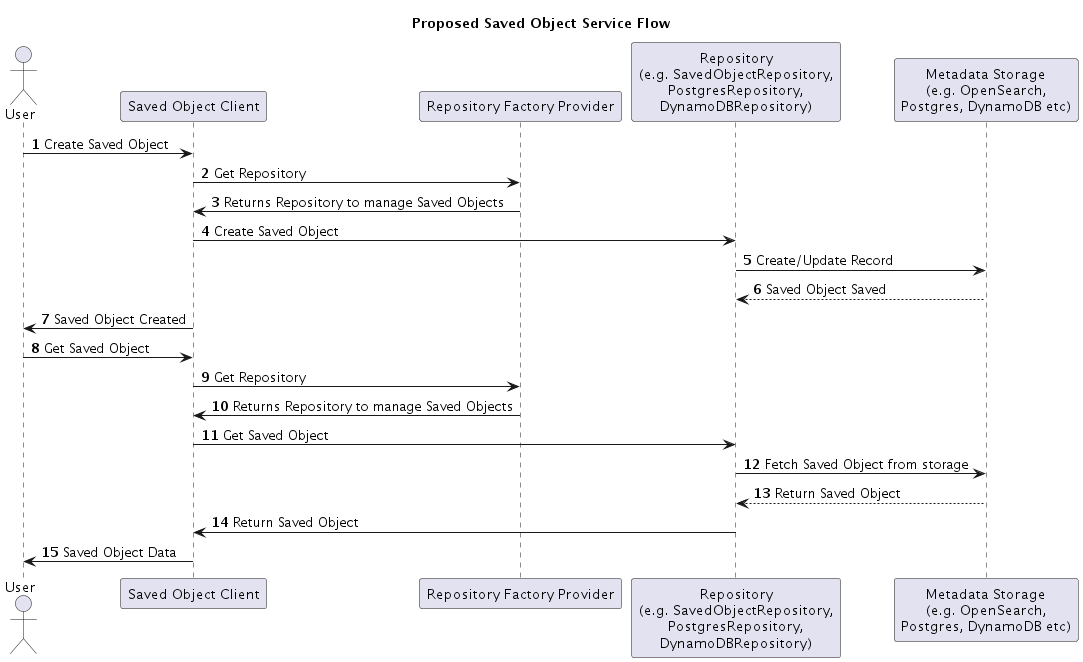 Proposed Saved Object Service Flow
User
Saved Object Client
Repository Factory Provider
Repository
(e.g. SavedObjectRepository,
PostgresRepository,
DynamoDBRepository)
Metadata Storage
(e.g. OpenSearch,
Postgres, DynamoDB etc)
1 Create Saved Object
2 Get Repository
3 Returns Repository to manage Saved Objects
4 Create Saved Object
5 Create/Update Record
6 Saved Object Saved
7 Saved Object Created
8 Get Saved Object
9 Get Repository
10 Returns Repository to manage Saved Objects
11 Get Saved Object
12 Fetch Saved Object from storage
13 Return Saved Object
14 Return Saved Object
15 Saved Object Data
User
Saved Object Client
Repository Factory Provider
Repository
(e.g. SavedObjectRepository,
PostgresRepository,
DynamoDBRepository)
Metadata Storage
(e.g. OpenSearch,
Postgres, DynamoDB etc)